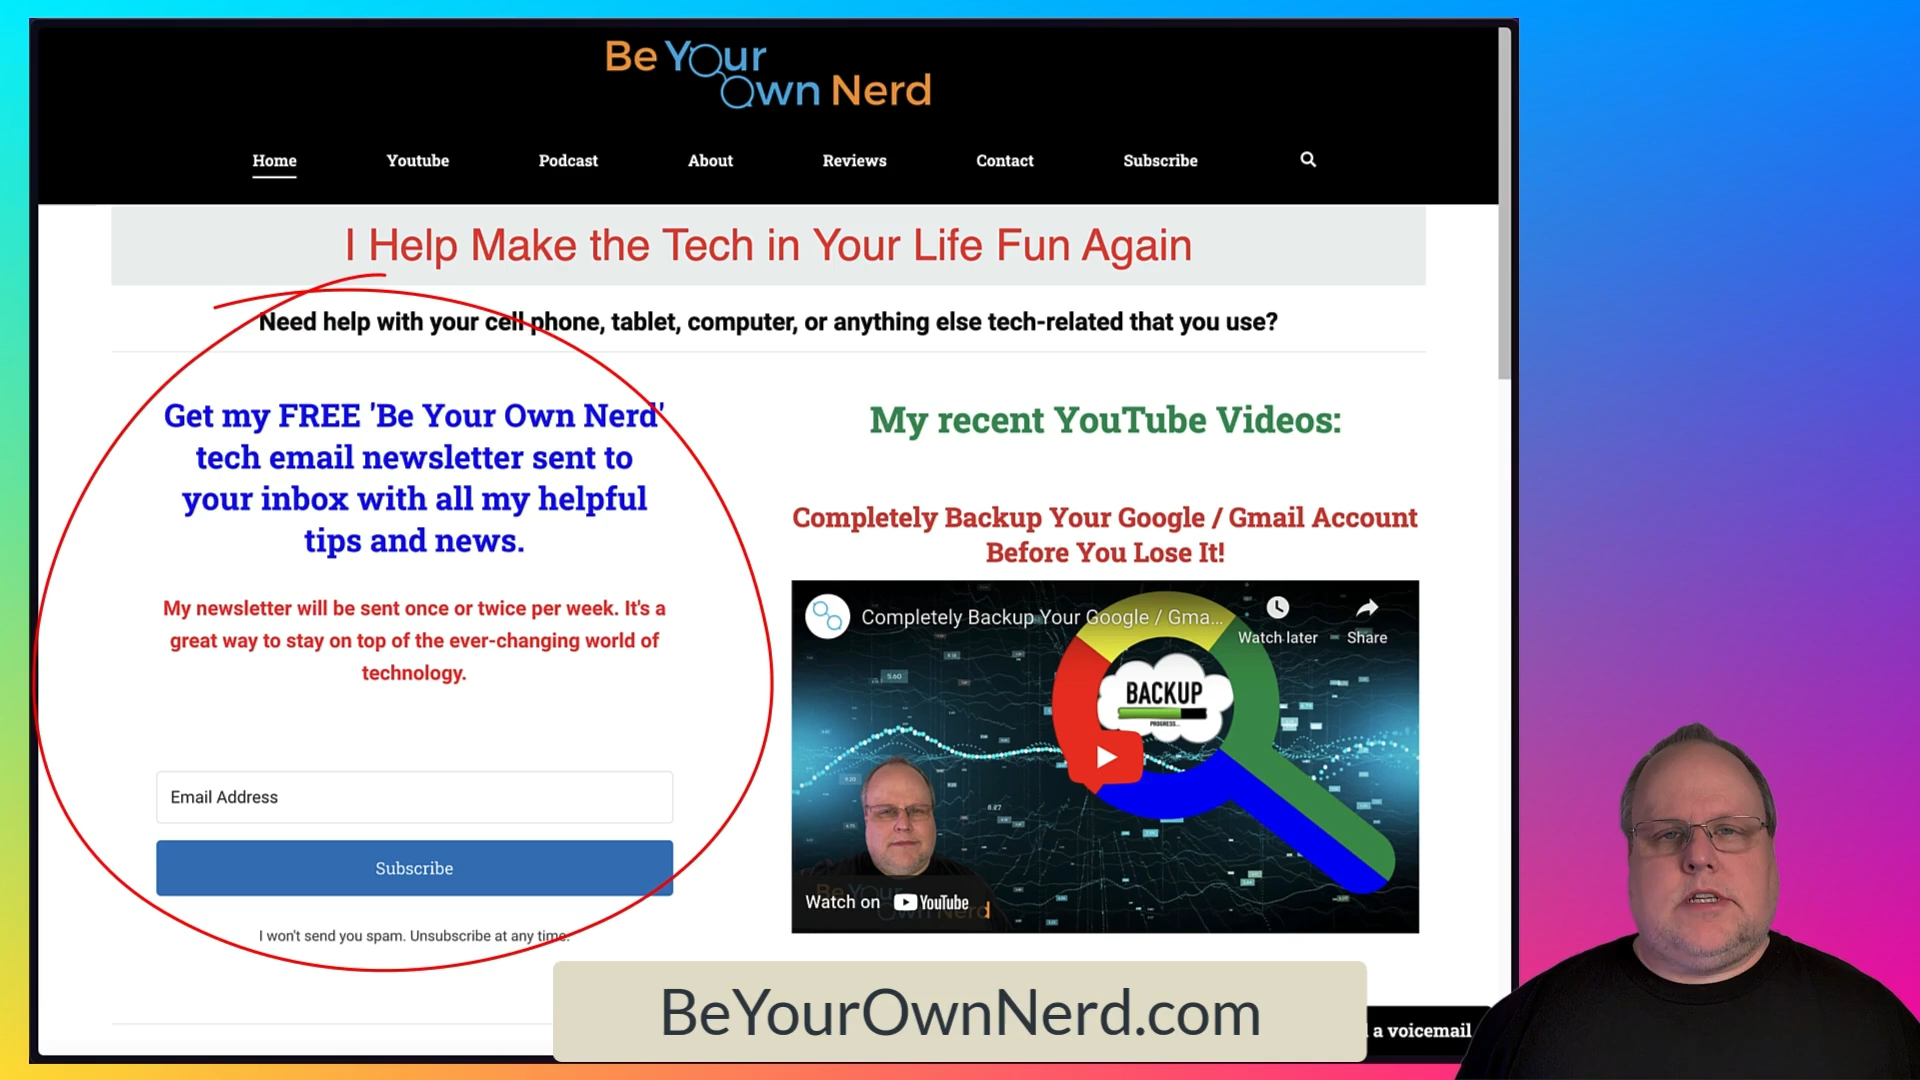 Be Your
Own Nerd
Home Youtube Podcast About Reviews Contact Subscribe
I Help Make the Tech in Your Life Fun Again
Need help with your cell phone, tablet, computer, or anything else tech-related that you use?
Get my FREE 'Be Your Own Nerd'
tech email newsletter sent to
your inbox with all my helpful
tips and news.
My newsletter will be sent once or twice per week. It's a
great way to stay on top of the ever-changing world of
technology.
Email Address
Subscribe
I won't send you spam. Unsubscribe at any time.
My recent YouTube Videos:
Completely Backup Your Google / Gmail Account
Before You Lose It!
Completely Backup Your Google / Gma...
Watch later
Share
BACKUP
PROGRESS...
Watch on YouTube
BeYourOwnNerd.com
a voicemail